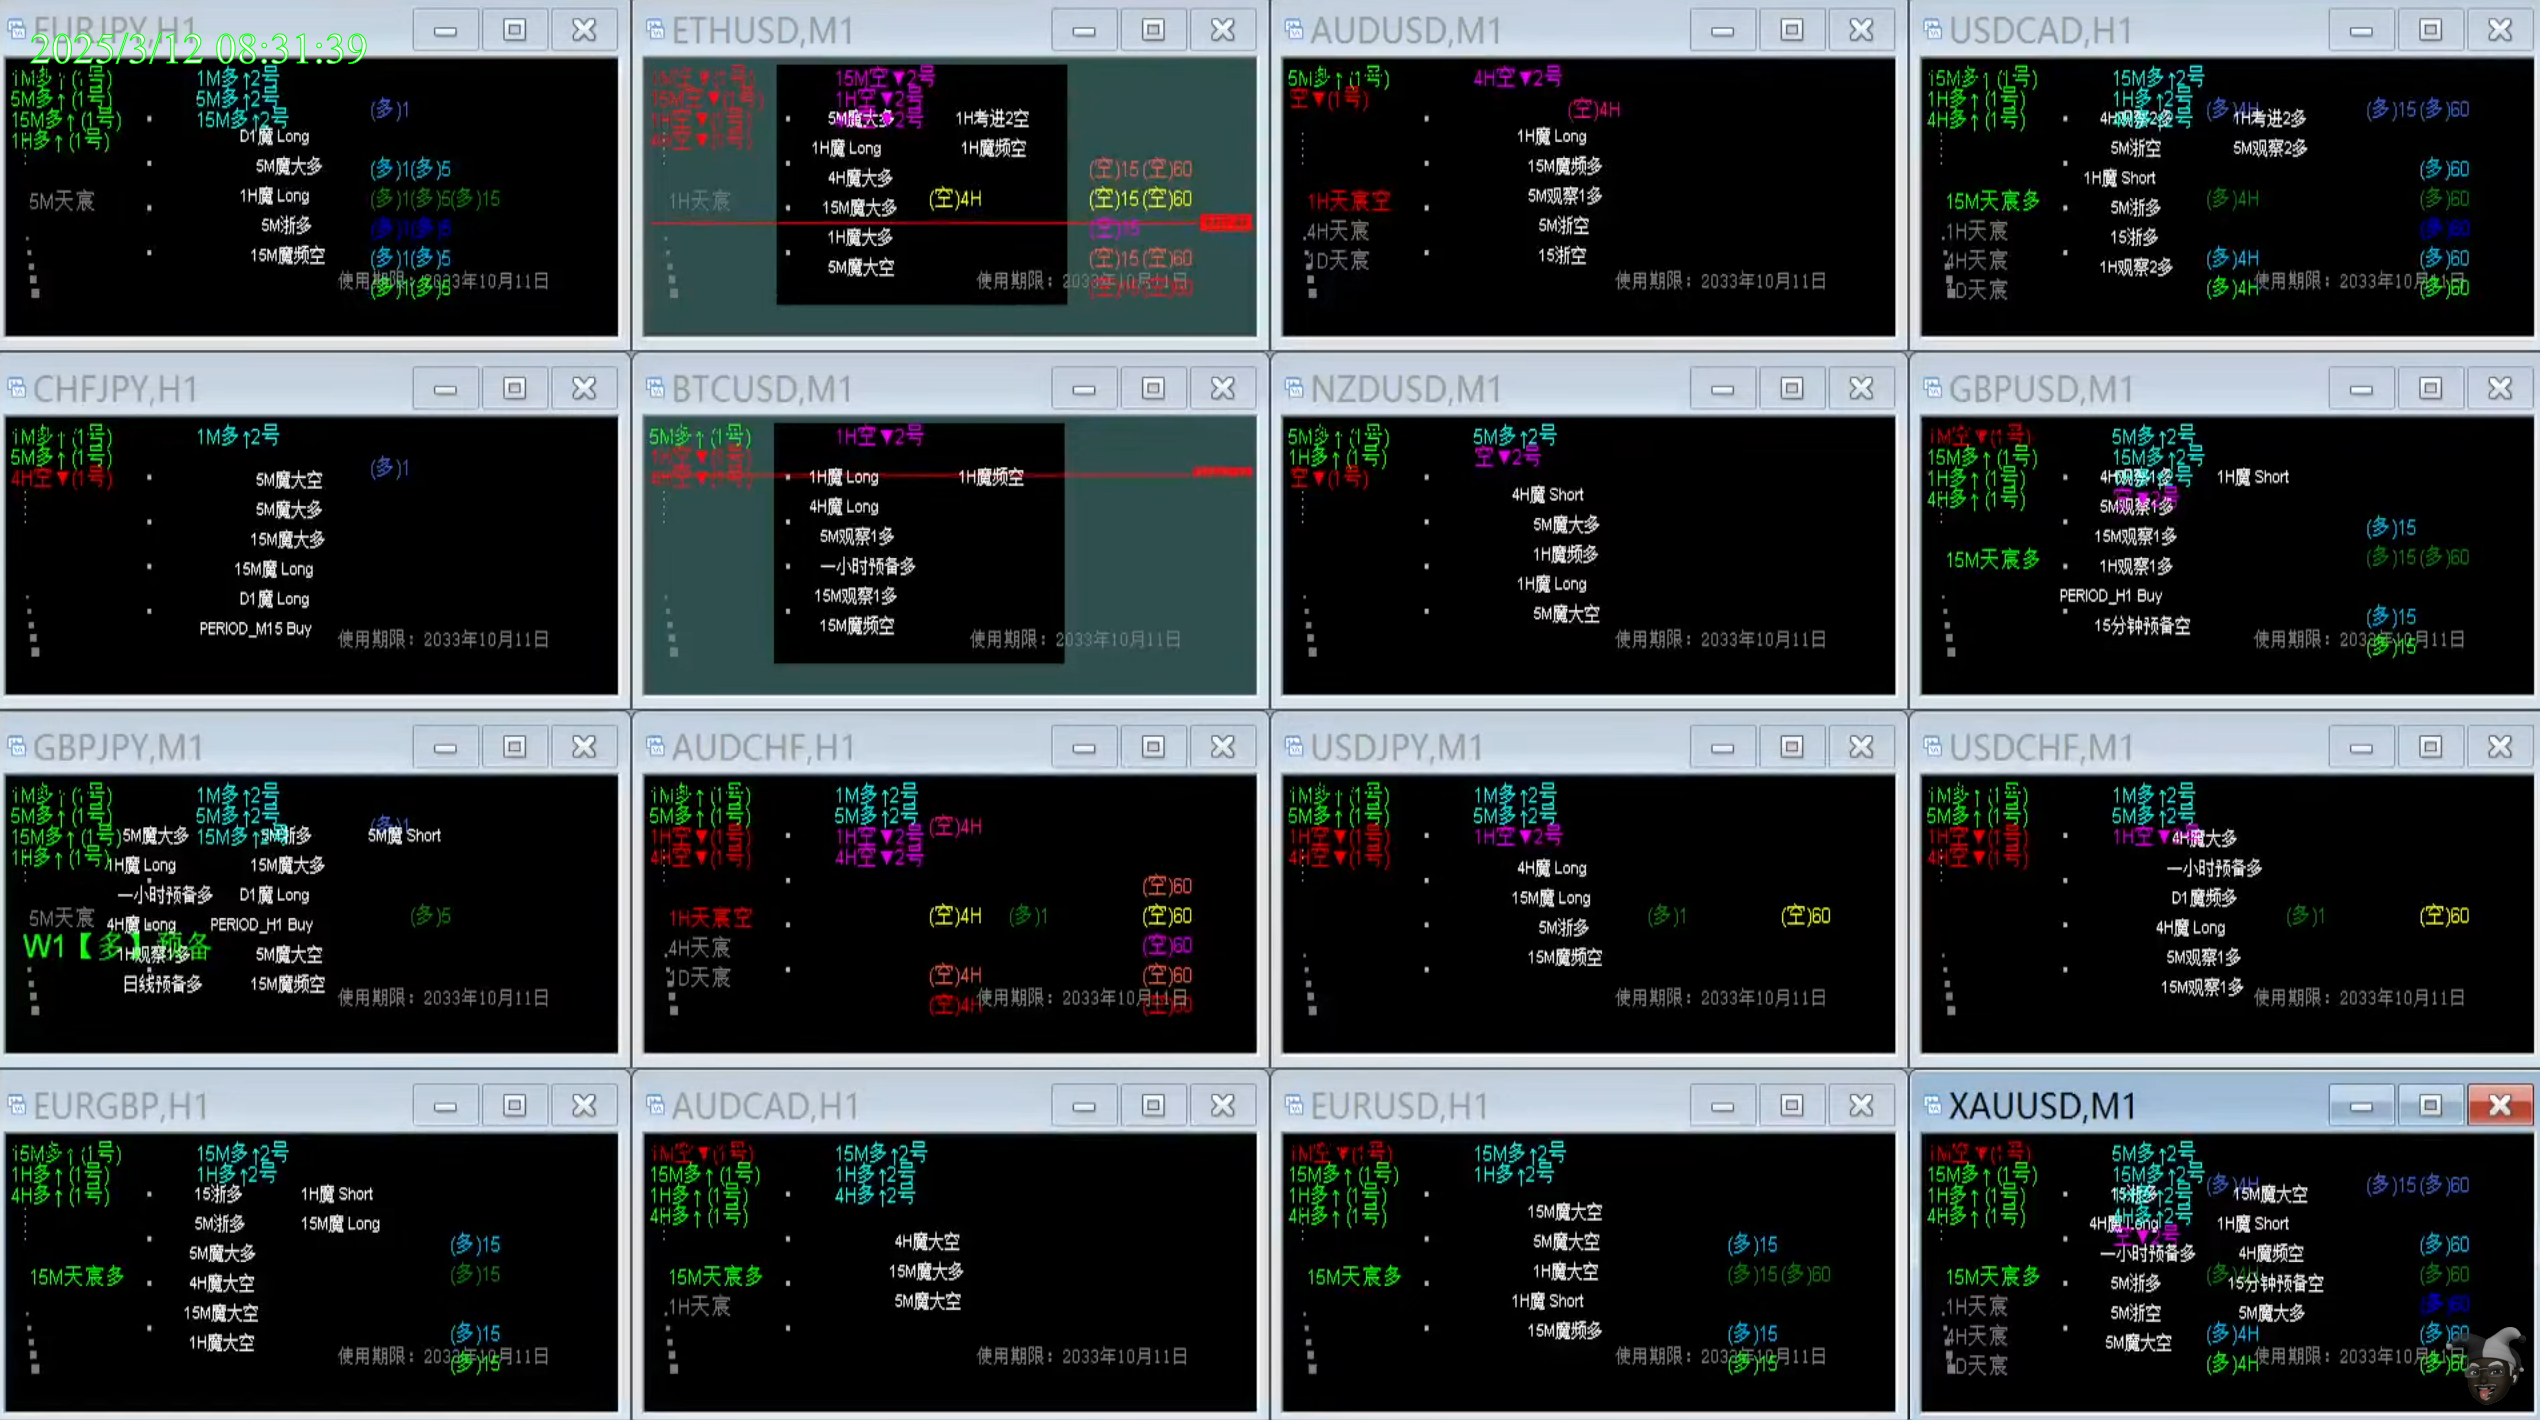 EURJPY,H1
2025/3/12 08:31:39
1M多↑(1号)
5M多↑(1号)
15M多↑(1号)
1H多↑(1号)
1M多↑2号
5M多↑2号
15M多↑2号
(多)1
D1魔 Long
5M魔大多
1H魔 Long
5M浙多
15M魔频空
(多)1(多)5
(多)1(多)5(多)15
(多)1(多)5
(多)1(多)5
(多)1(多)5
5M天宸
使用期限：2033年10月11日
ETHUSD,M1
1M空▼(1号)
15M空▼(1号)
1H空▼(1号)
4H空▼(1号)
15M空▼2号
1H空▼2号
5M魔大多
1H考进2空
1H魔 Long
1H魔频空
4H魔大多
15M魔大多
1H魔大多
5M魔大空
(空)4H
(空)15(空)60
(空)15(空)60
(空)15
(空)15(空)60
1H天宸
使用期限：2033年10月11日
AUDUSD,M1
5M多↑(1号)
空▼(1号)
4H空▼2号
(空)4H
1H魔 Long
15M魔频多
5M观察1多
5M浙空
15浙空
1H天宸空
4H天宸
1D天宸
使用期限：2033年10月11日
USDCAD,H1
15M多↑(1号)
1H多↑(1号)
4H多↑(1号)
15M多↑2号
1H多↑2号
(多)4H
(多)15(多)60
4H观察2多
1H考进2多
5M浙空
5M观察2多
1H魔 Short
5M浙多
15浙多
1H观察2多
(多)60
(多)4H
(多)60
(多)60
(多)4H
(多)60
(多)4H
(多)60
15M天宸多
1H天宸
4H天宸
1D天宸
使用期限：2033年10月11日
CHFJPY,H1
1M多↑(1号)
5M多↑(1号)
4H空▼(1号)
1M多↑2号
(多)1
5M魔大空
5M魔大多
15M魔大多
15M魔 Long
D1魔 Long
PERIOD_M15 Buy
使用期限：2033年10月11日
BTCUSD,M1
5M多↑(1号)
1H空▼(1号)
4H空▼(1号)
1H空▼2号
1H魔 Long
1H魔频空
4H魔 Long
5M观察1多
一小时预备多
15M观察1多
15M魔频空
使用期限：2033年10月11日
NZDUSD,M1
5M多↑(1号)
1H多↑(1号)
空▼(1号)
5M多↑2号
空▼2号
4H魔 Short
5M魔大多
1H魔频多
1H魔 Long
5M魔大空
使用期限：2033年10月11日
GBPUSD,M1
1M空▼(1号)
15M多↑(1号)
1H多↑(1号)
4H多↑(1号)
5M多↑2号
15M多↑2号
4H观察1多
1H魔 Short
5M观察1多
15M观察1多
1H观察1多
PERIOD_H1 Buy
15分钟预备空
(多)15
(多)15(多)60
(多)15
(多)15
15M天宸多
使用期限：2033年10月11日
GBPJPY,M1
1M多↑(1号)
5M多↑(1号)
15M多↑(1号)
1H多↑(1号)
1M多↑2号
5M多↑2号
15M多↑2号
(多)1
5M魔大多
5M浙多
5M魔 Short
1H魔 Long
15M魔大多
一小时预备多
D1魔 Long
4H魔 Long
PERIOD_H1 Buy
1H观察1多
5M魔大空
日线预备多
15M魔频空
(多)5
5M天宸
W1【多】预备
使用期限：2033年10月11日
AUDCHF,H1
1M多↑(1号)
5M多↑(1号)
1H空▼(1号)
4H空▼(1号)
1M多↑2号
5M多↑2号
1H空▼2号
4H空▼2号
(空)4H
(空)60
(空)4H
(多)1
(空)60
(空)60
(空)4H
(空)60
(空)4H
(空)60
1H天宸空
4H天宸
1D天宸
使用期限：2033年10月11日
USDJPY,M1
1M多↑(1号)
5M多↑(1号)
1H空▼(1号)
4H空▼(1号)
1M多↑2号
5M多↑2号
1H空▼2号
4H魔 Long
15M魔 Long
5M浙多
15M魔频空
(多)1
(空)60
使用期限：2033年10月11日
USDCHF,M1
1M多↑(1号)
5M多↑(1号)
1H空▼(1号)
4H空▼(1号)
1M多↑2号
5M多↑2号
1H空▼2号
4H魔大多
一小时预备多
D1魔频多
4H魔 Long
5M观察1多
15M观察1多
(多)1
(空)60
使用期限：2033年10月11日
EURGBP,H1
15M多↑(1号)
1H多↑(1号)
4H多↑(1号)
15M多↑2号
1H多↑2号
15浙多
1H魔 Short
5M浙多
15M魔 Long
5M魔大多
4H魔大空
15M魔大空
1H魔大空
(多)15
(多)15
(多)15
(多)15
15M天宸多
使用期限：2033年10月11日
AUDCAD,H1
1M空▼(1号)
15M多↑(1号)
1H多↑(1号)
4H多↑(1号)
15M多↑2号
1H多↑2号
4H多↑2号
4H魔大空
15M魔大多
5M魔大空
15M天宸多
1H天宸
使用期限：2033年10月11日
EURUSD,H1
1M空▼(1号)
15M多↑(1号)
1H多↑(1号)
4H多↑(1号)
15M多↑2号
1H多↑2号
15M魔大空
5M魔大空
1H魔大空
1H魔 Short
15M魔频多
(多)15
(多)15(多)60
(多)15
(多)15
15M天宸多
使用期限：2033年10月11日
XAUUSD,M1
1M空▼(1号)
15M多↑(1号)
1H多↑(1号)
4H多↑(1号)
5M多↑2号
15M多↑2号
4H多↑2号
空▼2号
(多)4H
(多)15(多)60
15浙多
15M魔大空
4H魔 Long
1H魔 Short
一小时预备多
4H魔频空
5M浙多
15分钟预备空
5M浙空
5M魔大多
5M魔大空
(多)60
(多)4H
(多)60
(多)60
(多)4H
(多)60
(多)4H
(多)60
15M天宸多
1H天宸
4H天宸
1D天宸
使用期限：2033年10月11日